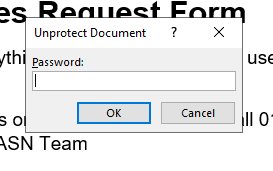 es Request Form
Unprotect Document ? ×
ythi use
Password:
OK Cancel
s o all 01
ASN Team